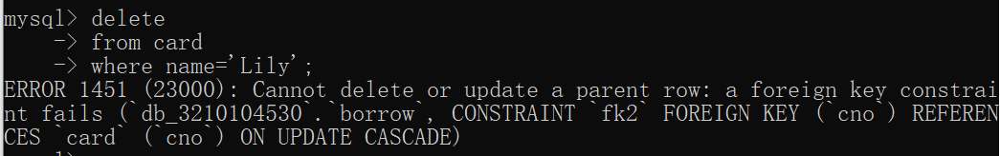 mysql> delete
    -> from card
    -> where name='Lily';
ERROR 1451 (23000): Cannot delete or update a parent row: a foreign key constrai
nt fails (`db_3210104530`.`borrow`, CONSTRAINT `fk2` FOREIGN KEY (`cno`) REFEREN
CES `card` (`cno`) ON UPDATE CASCADE)